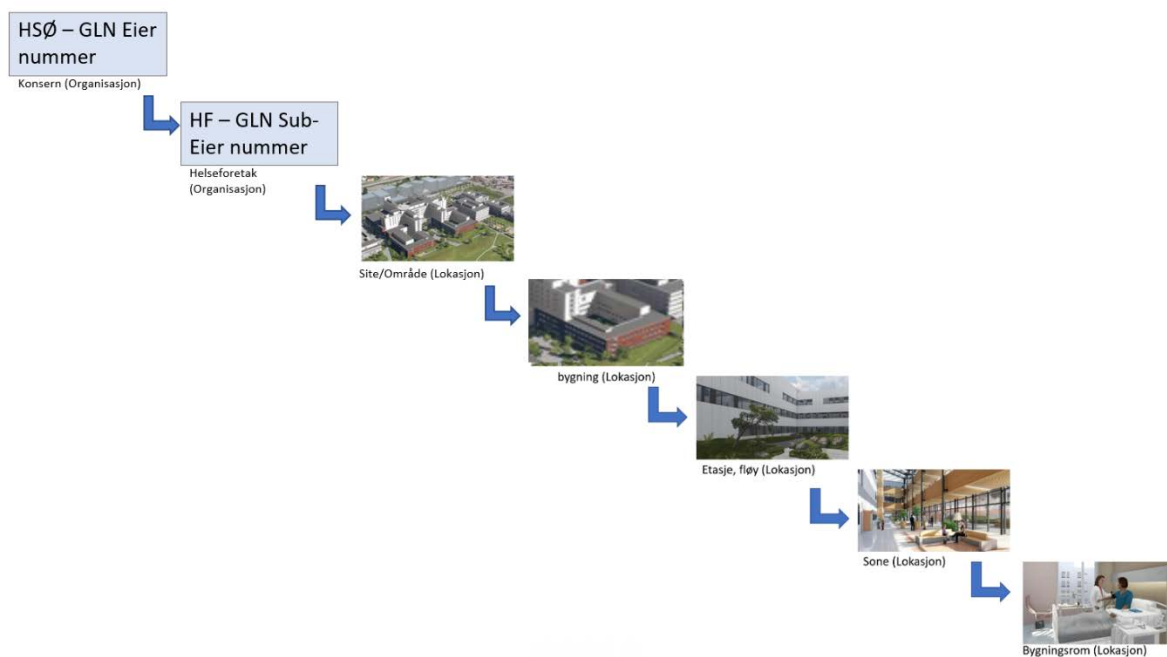 HSØ – GLN Eier
nummer
Konsern (Organisasjon)
HF – GLN Sub-
Eier nummer
Helseforetak
(Organisasjon)
Site/Område (Lokasjon)
bygning (Lokasjon)
Etasje, fløy (Lokasjon)
Sone (Lokasjon)
Bygningsrom (Lokasjon)